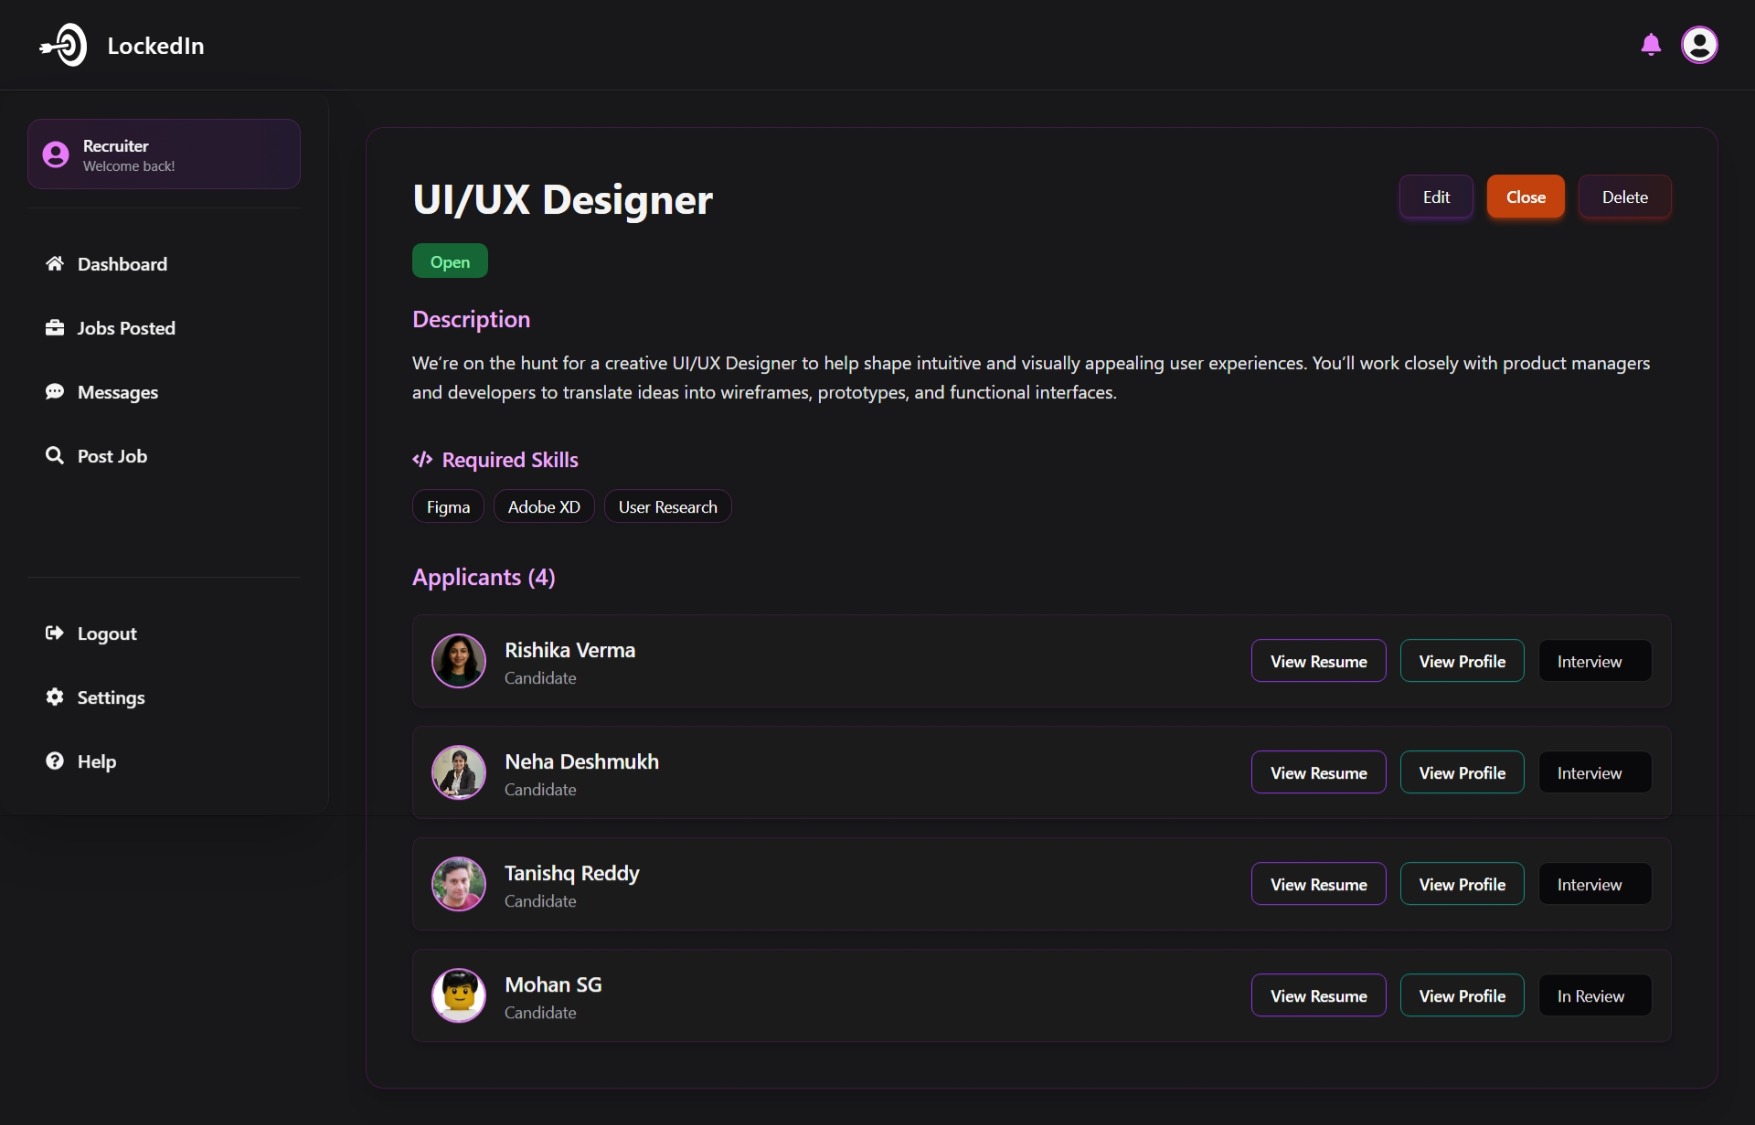 LockedIn
Recruiter
Welcome back!
Dashboard
Jobs Posted
Messages
Post Job
Logout
Settings
Help
UI/UX Designer
Edit
Close
Delete
Open
Description
We’re on the hunt for a creative UI/UX Designer to help shape intuitive and visually appealing user experiences. You’ll work closely with product managers
and developers to translate ideas into wireframes, prototypes, and functional interfaces.
Required Skills
Figma
Adobe XD
User Research
Applicants (4)
Rishika Verma
Candidate
View Resume
View Profile
Interview
Neha Deshmukh
Candidate
View Resume
View Profile
Interview
Tanishq Reddy
Candidate
View Resume
View Profile
Interview
Mohan SG
Candidate
View Resume
View Profile
In Review